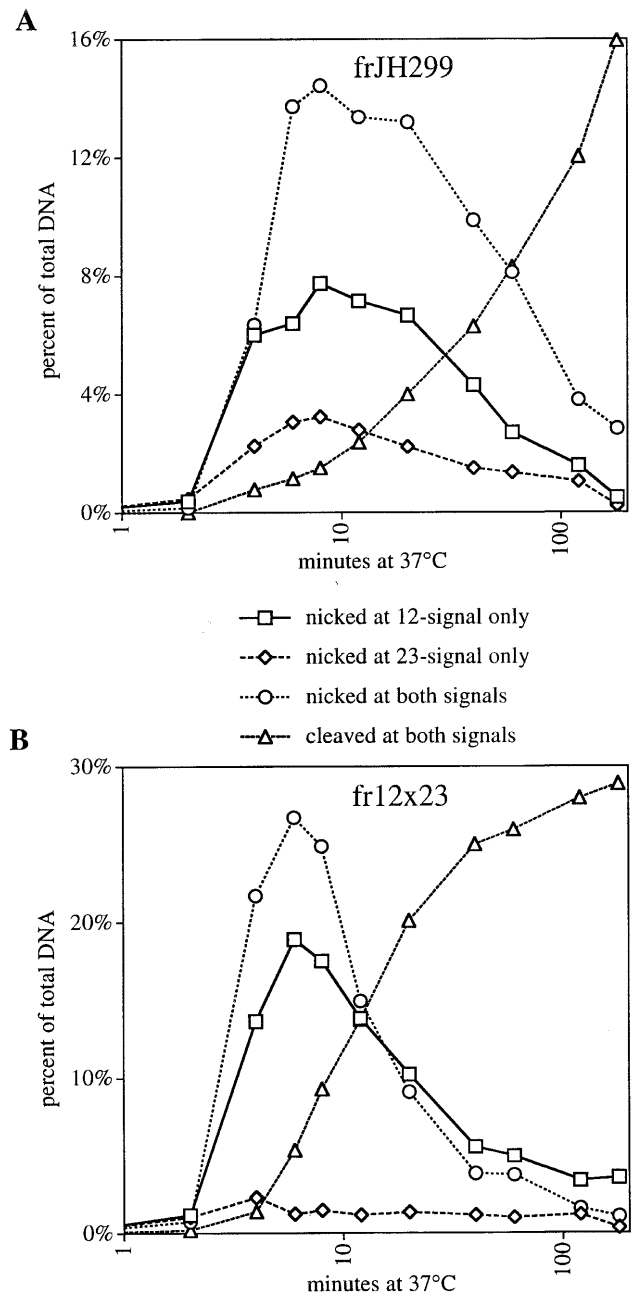 A
frJH299
16%
12%
8%
4%
0%
percent of total DNA
1
10
100
minutes at 37°C
nicked at 12-signal only
nicked at 23-signal only
nicked at both signals
cleaved at both signals
B
fr12x23
30%
20%
10%
0%
percent of total DNA
1
10
100
minutes at 37°C